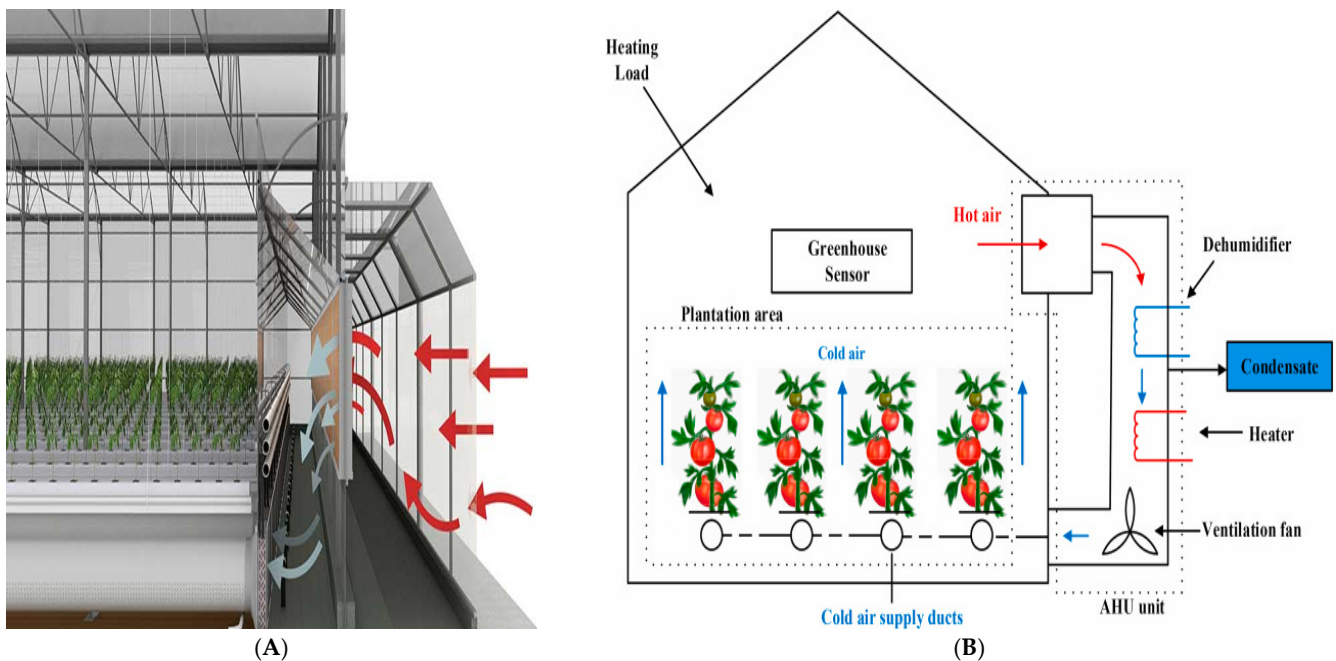 Heating
Load
Hot air
Greenhouse
Sensor
Dehumidifier
Plantation area
Cold air
Condensate
Heater
Ventilation fan
Cold air supply ducts
AHU unit
(A)
(B)